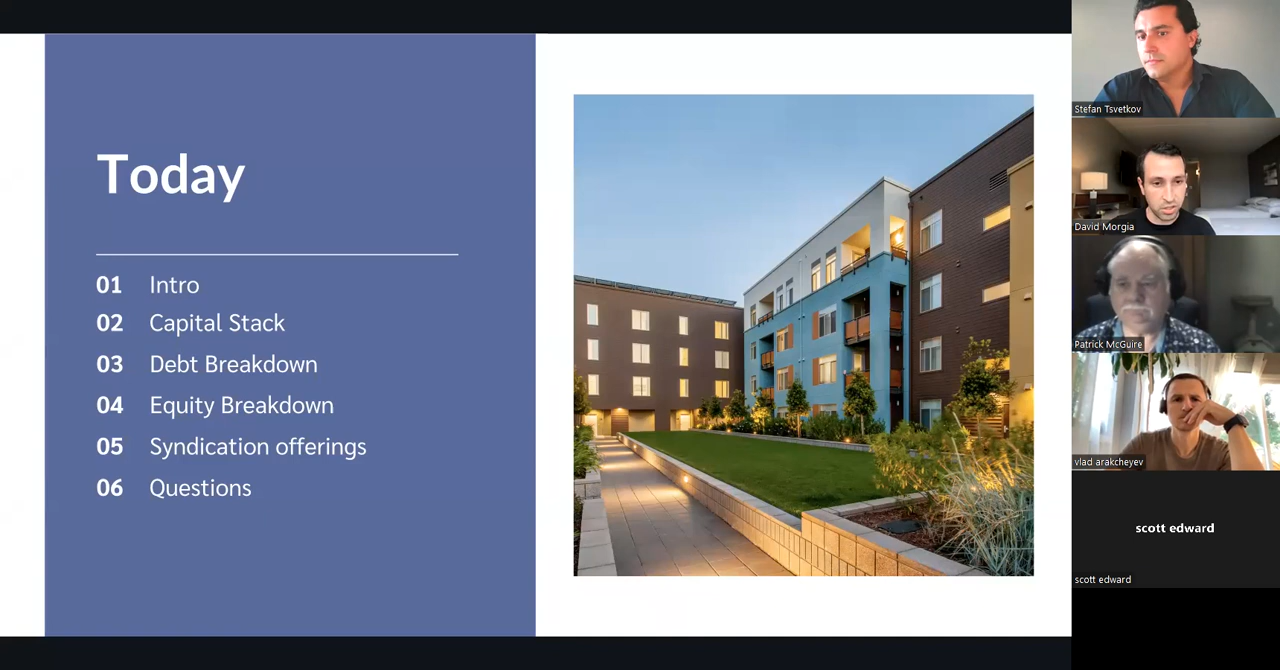 Today
01 Intro
02 Capital Stack
03 Debt Breakdown
04 Equity Breakdown
05 Syndication offerings
06 Questions
Stefan Tsvetkov
David Morgia
Patrick McGuire
vlad arakcheyev
scott edward
scott edward